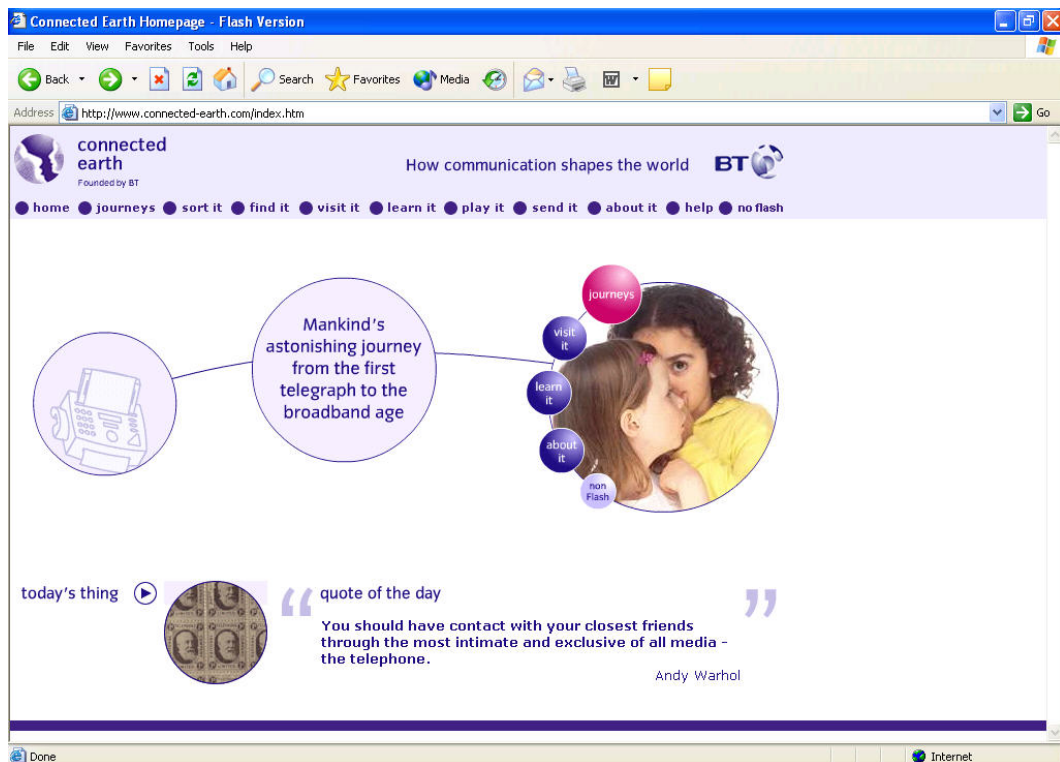 Connected Earth Homepage - Flash Version
File Edit View Favorites Tools Help
Back Search Favorites Media
Address http://www.connected-earth.com/index.htm Go
connected
earth
Founded by BT
How communication shapes the world BT
home journeys sort it find it visit it learn it play it send it about it help no flash
Mankind's
astonishing journey
from the first
telegraph to the
broadband age
journeys
visit
it
learn
it
about
it
non
Flash
today's thing
“ quote of the day ”
You should have contact with your closest friends
through the most intimate and exclusive of all media -
the telephone.
Andy Warhol
Done Internet